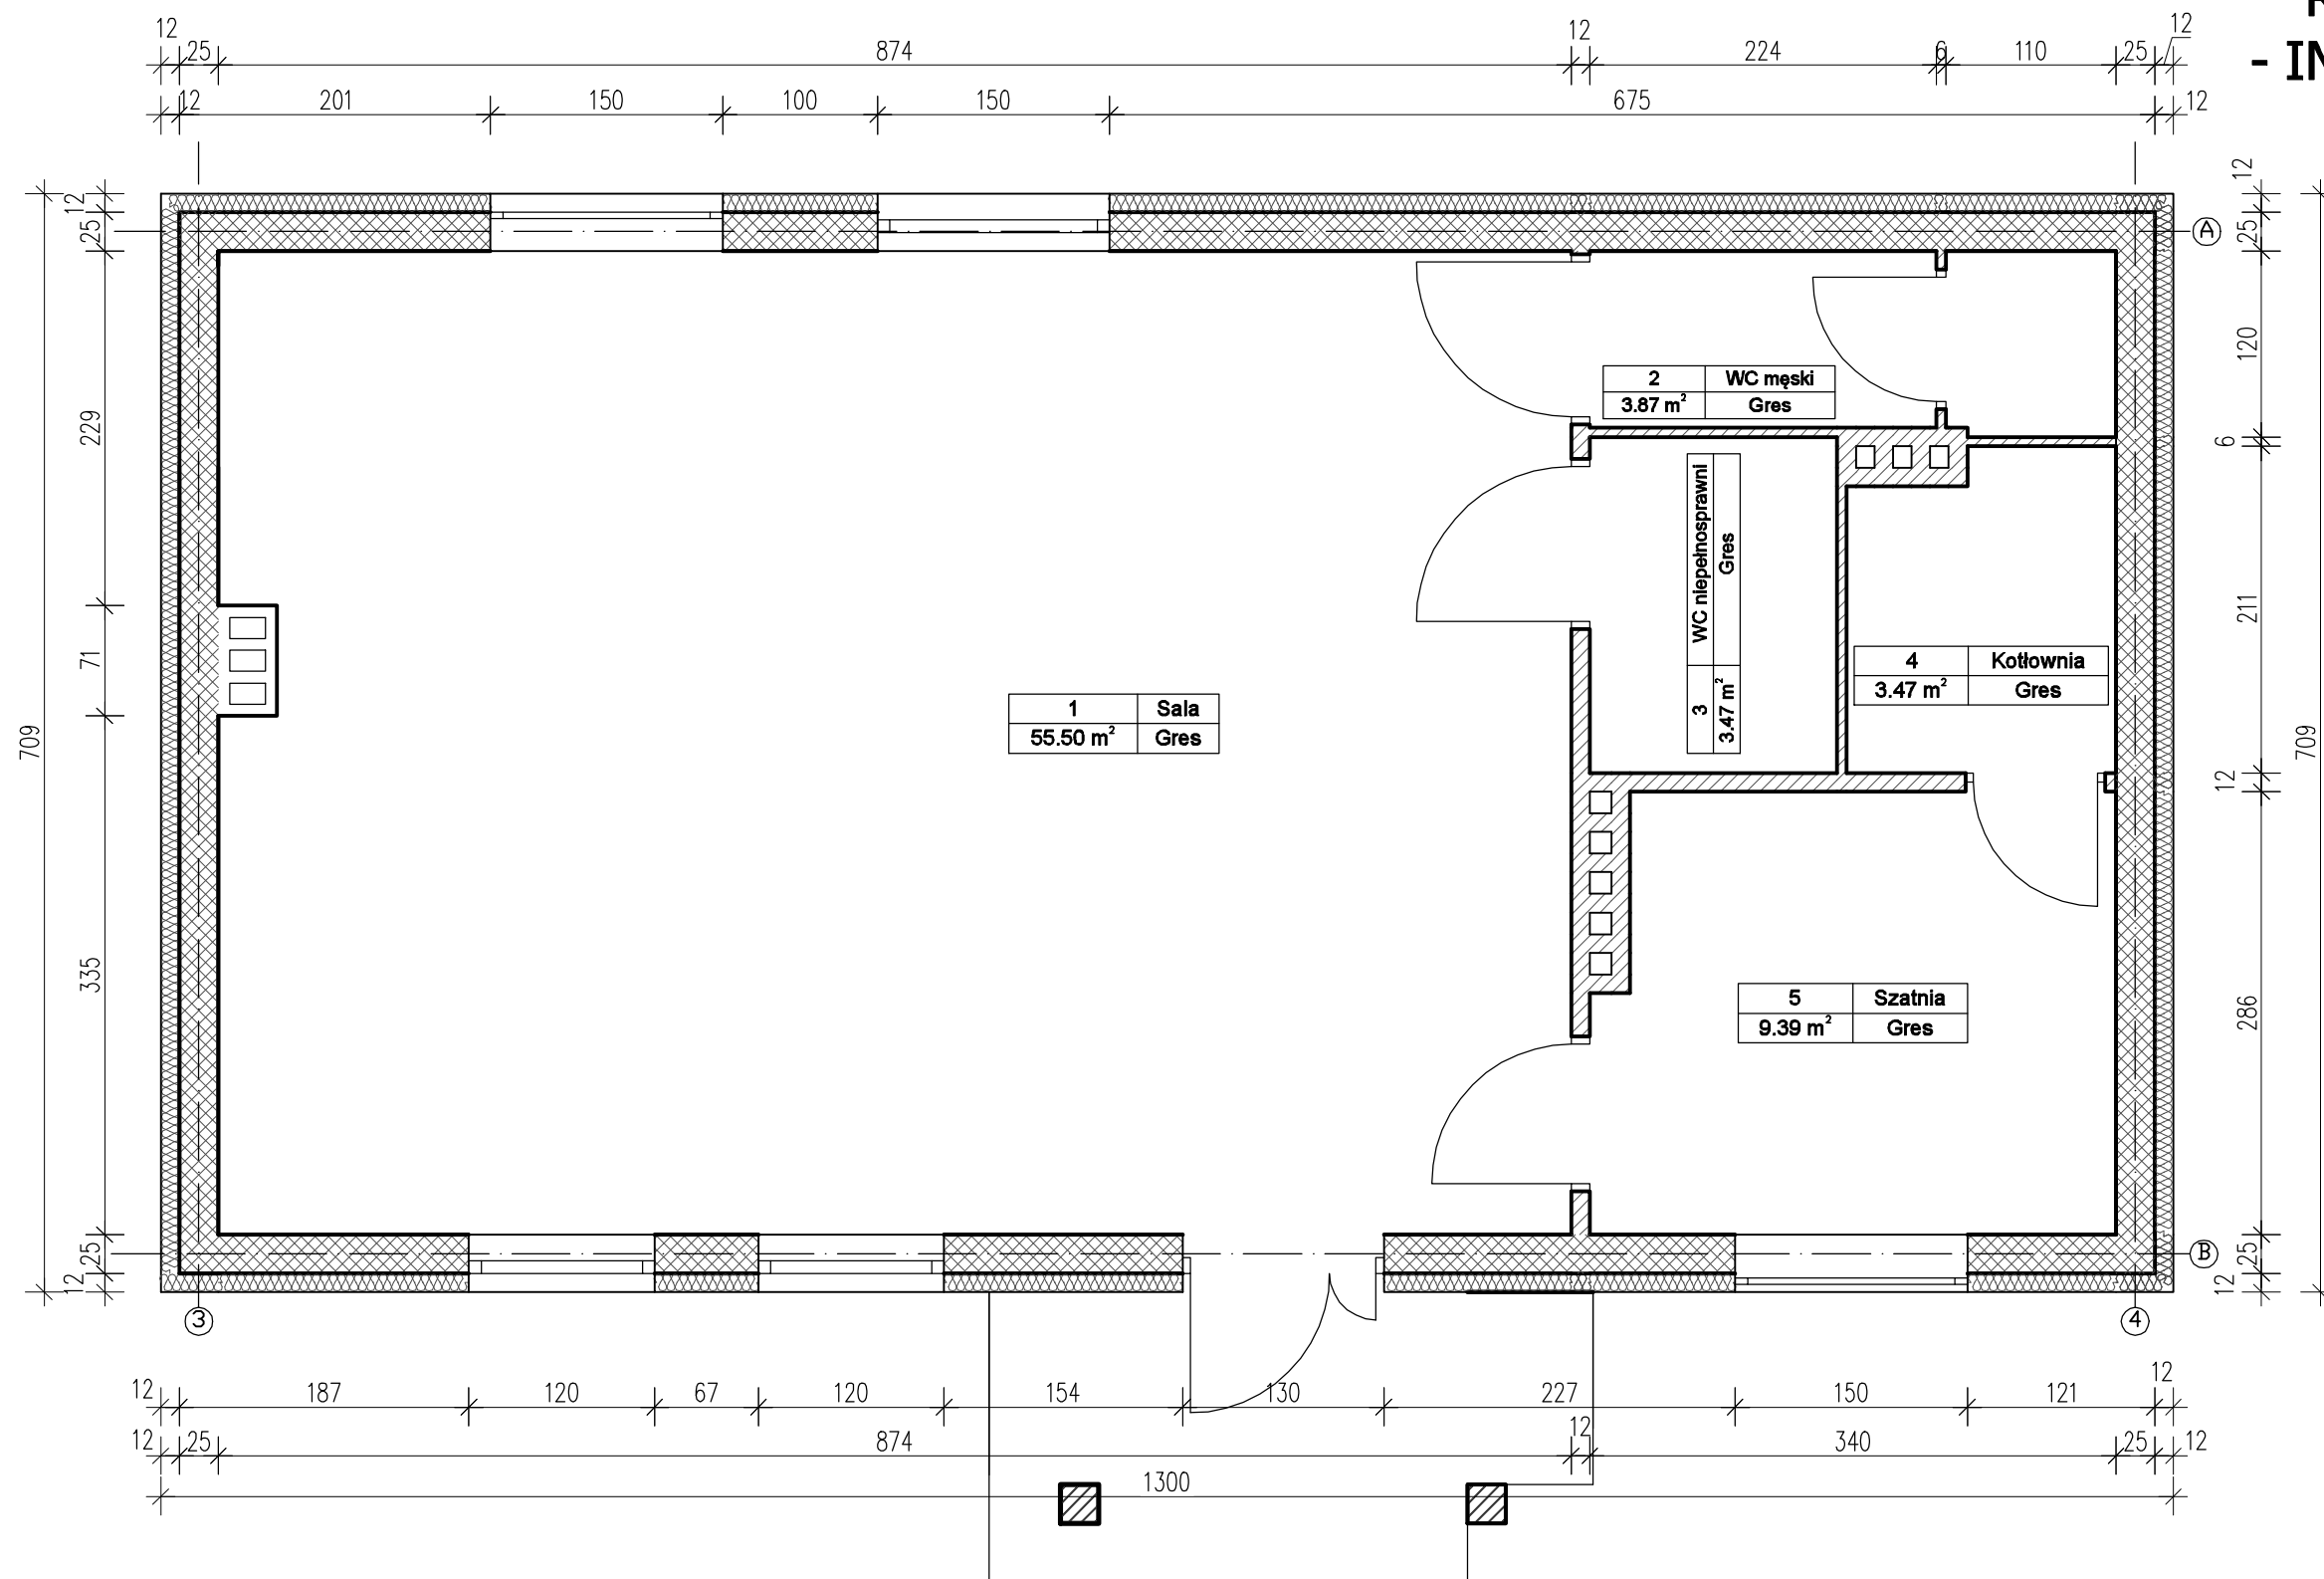 - IN
12 25 874 12 224 6 110 25 12
12 201 150 100 150 675 12
12
25
229
71
335
25
12
709
12
25
120
6
211
12
286
25
12
709
A
B
3
4
2 WC męski
3.87 m² Gres
3 WC niepełnosprawni
3.47 m² Gres
4 Kotłownia
3.47 m² Gres
1 Sala
55.50 m² Gres
5 Szatnia
9.39 m² Gres
12 187 120 67 120 154 130 227 150 121 12
12 25 874 12 340 25 12
1300